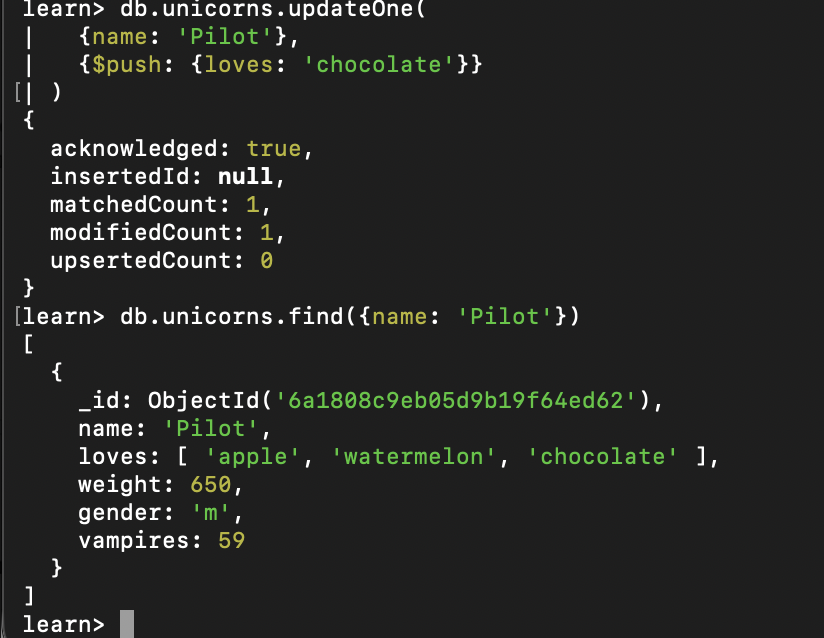 learn> db.unicorns.updateOne(
|   {name: 'Pilot'},
|   {$push: {loves: 'chocolate'}}
[| )
{
  acknowledged: true,
  insertedId: null,
  matchedCount: 1,
  modifiedCount: 1,
  upsertedCount: 0
}
[learn> db.unicorns.find({name: 'Pilot'})
[
  {
    _id: ObjectId('6a1808c9eb05d9b19f64ed62'),
    name: 'Pilot',
    loves: [ 'apple', 'watermelon', 'chocolate' ],
    weight: 650,
    gender: 'm',
    vampires: 59
  }
]
learn>